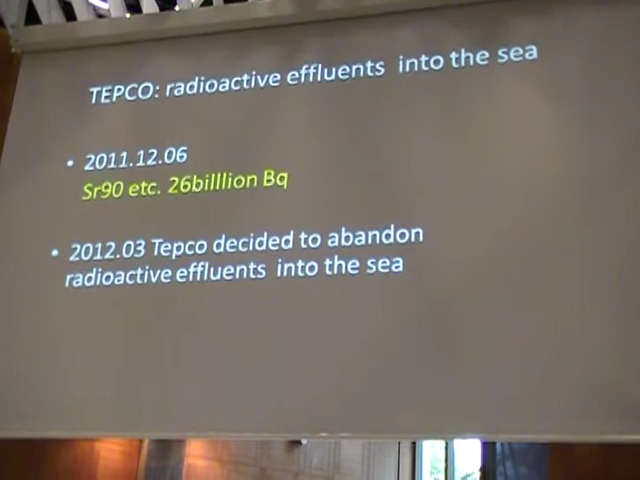 TEPCO: radioactive effluents into the sea
• 2011.12.06
Sr90 etc. 26billlion Bq
• 2012.03 Tepco decided to abandon
radioactive effluents into the sea